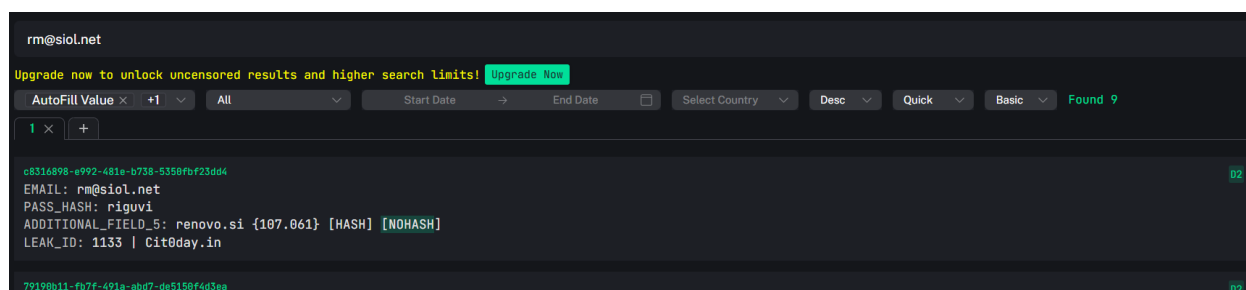 rm@siol.net
Upgrade now to unlock uncensored results and higher search limits! Upgrade Now
AutoFill Value × +1 All Start Date → End Date Select Country Desc Quick Basic Found 9
1 × +
c8316898-e992-481e-b738-5350fbf23dd4 D2
EMAIL: rm@siol.net
PASS_HASH: riguvi
ADDITIONAL_FIELD_5: renovo.si {107.061} [HASH] [NOHASH]
LEAK_ID: 1133 | Cit0day.in
79190b11-fb7f-491a-abd7-de5150f4d3ea D2